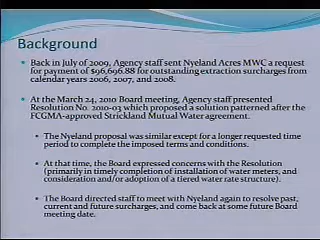 Background
Back in July of 2009, Agency staff sent Nyeland Acres MWC a request
for payment of $96,696.88 for outstanding extraction surcharges from
calendar years 2006, 2007, and 2008.
At the March 24, 2010 Board meeting, Agency staff presented
Resolution No. 2010-03 which proposed a solution patterned after the
FCGMA-approved Strickland Mutual Water agreement.
The Nyeland proposal was similar except for a longer requested time
period to complete the imposed terms and conditions.
At that time, the Board expressed concerns with the Resolution
(primarily in timely completion of installation of water meters, and
consideration and/or adoption of a tiered water rate structure).
The Board directed staff to meet with Nyeland again to resolve past,
current and future surcharges, and come back at some future Board
meeting date.